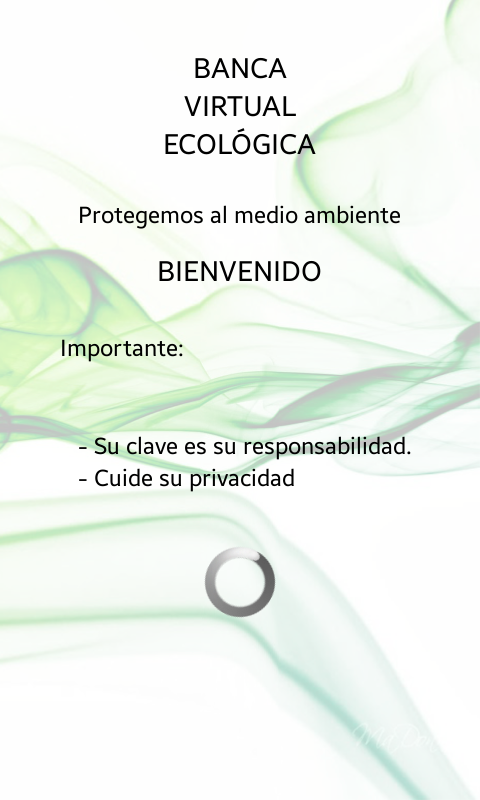 BANCA
VIRTUAL
ECOLÓGICA
Protegemos al medio ambiente
BIENVENIDO
Importante:
- Su clave es su responsabilidad.
- Cuide su privacidad